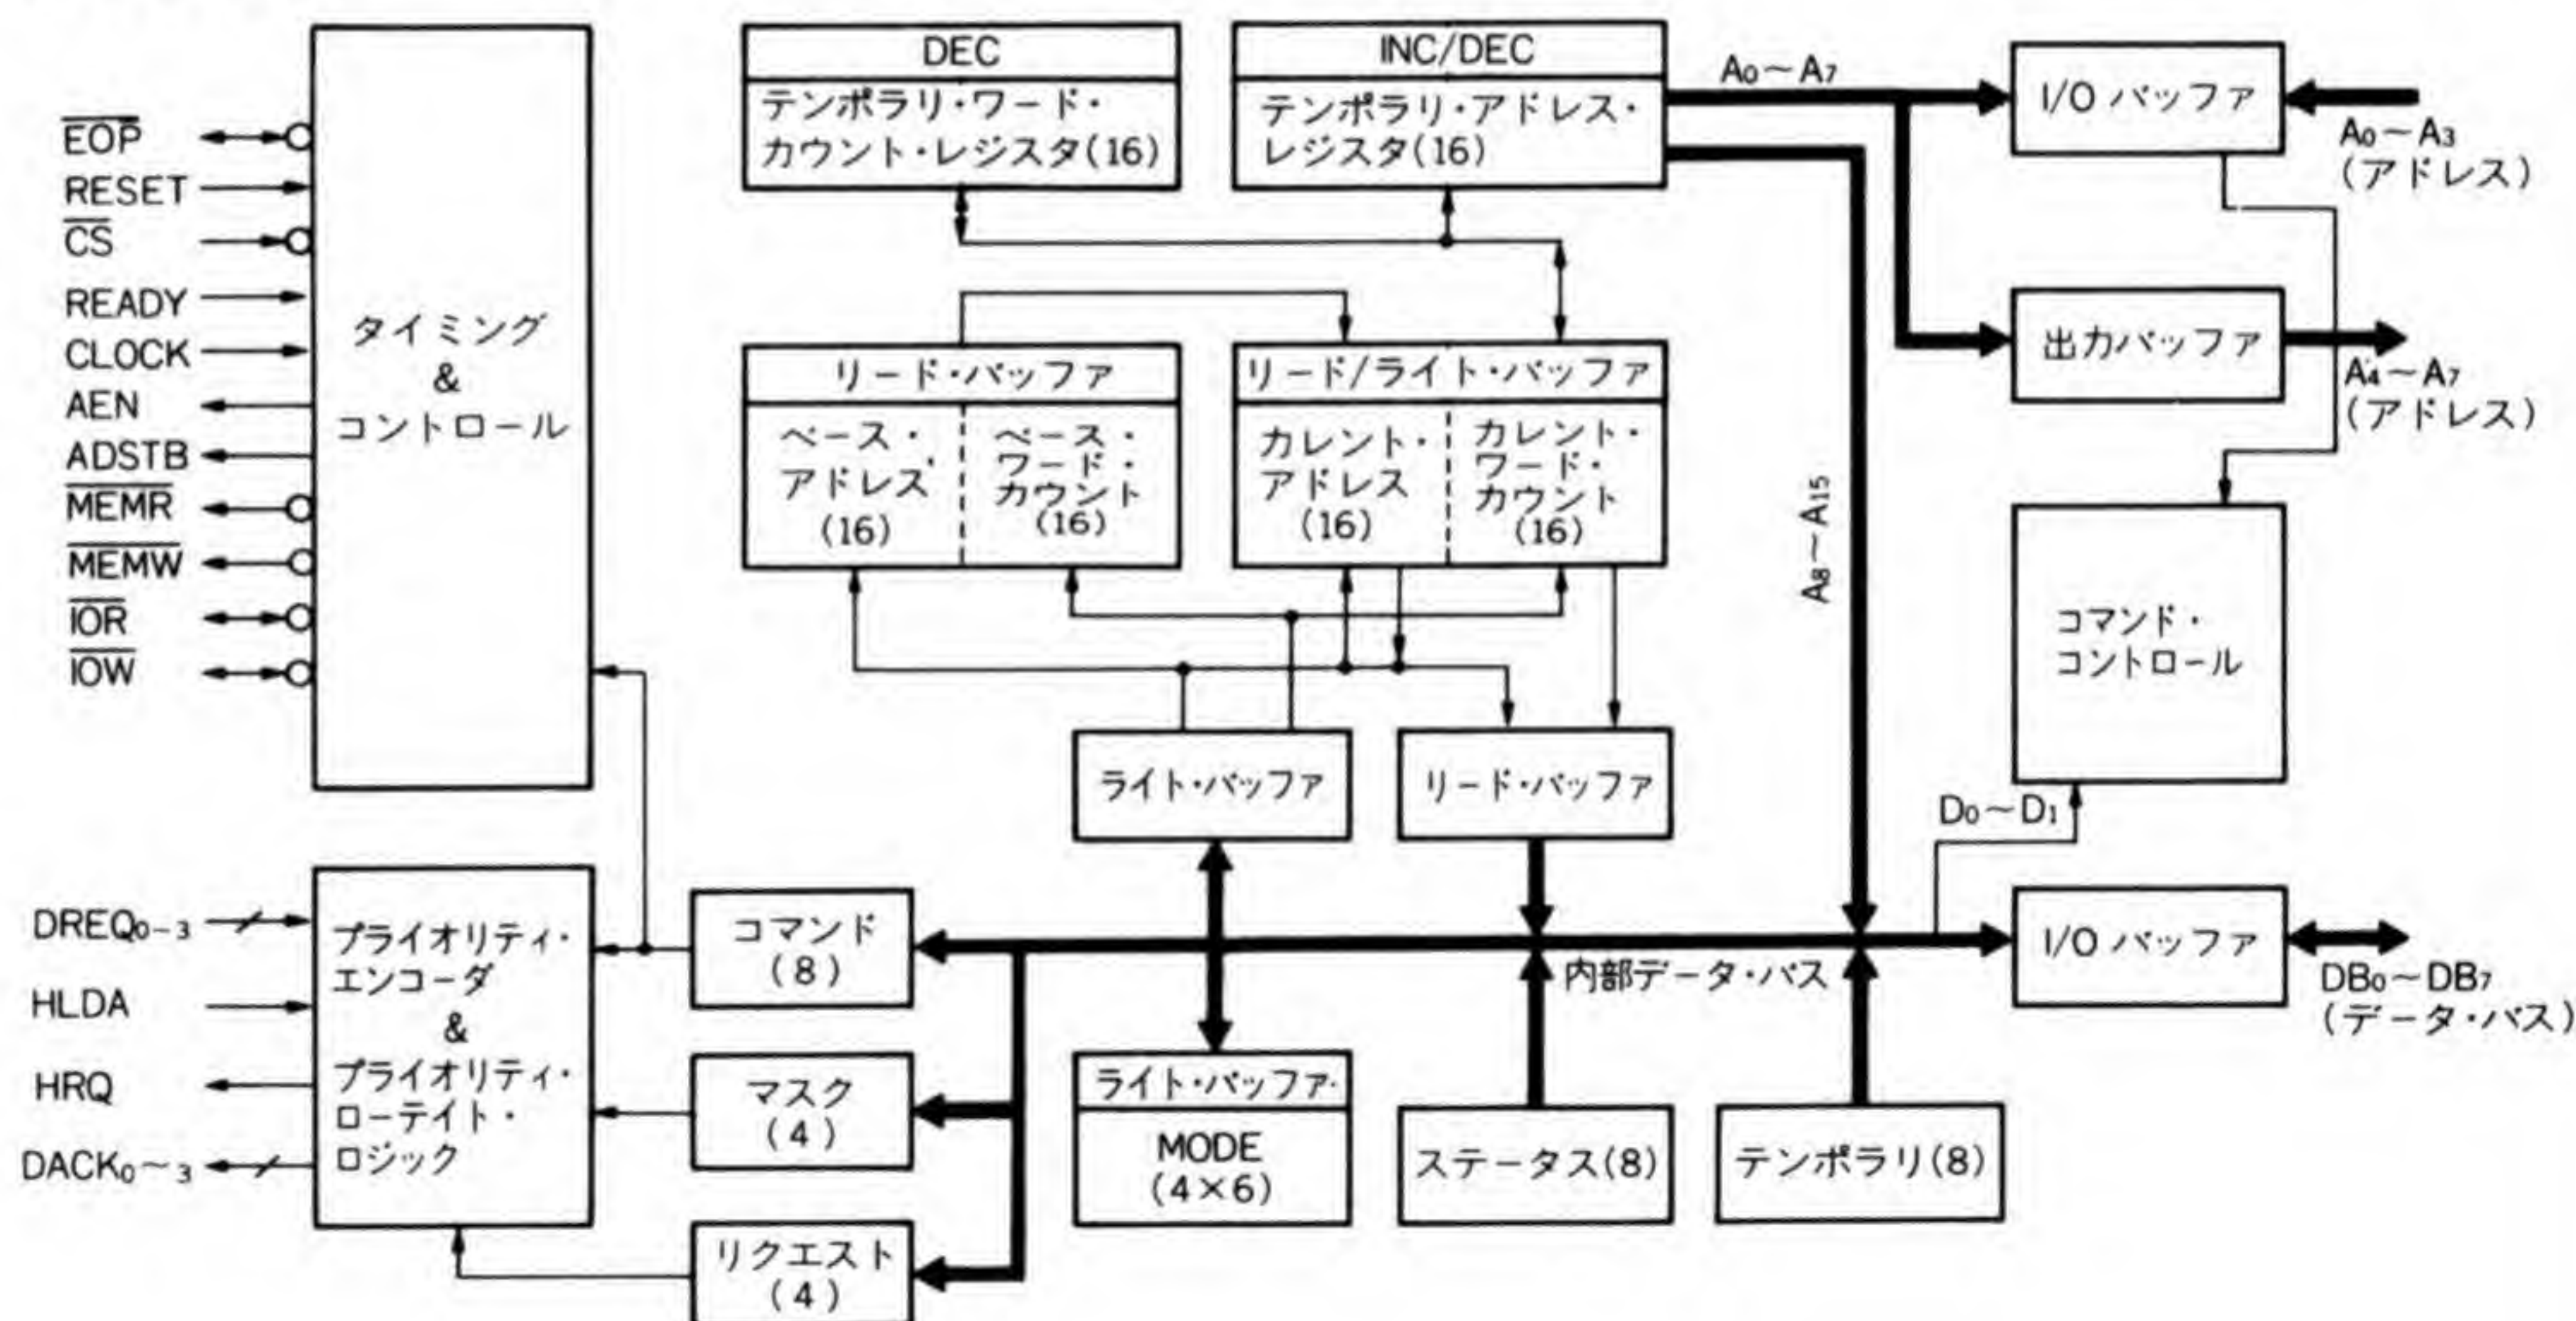 EOP
RESET
CS
READY
CLOCK
AEN
ADSTB
MEMR
MEMW
IOR
IOW
タイミング
&
コントロール
DREQ0-3
HLDA
HRQ
DACK0~3
プライオリティ・
エンコーダ
&
プライオリティ・
ローテイト・
ロジック
DEC
テンポラリ・ワード・
カウント・レジスタ(16)
INC/DEC
テンポラリ・アドレス・
レジスタ(16)
リード・バッファ
ベース・
アドレス
(16)
ベース・
ワード・
カウント
(16)
リード/ライト・バッファ
カレント・
アドレス
(16)
カレント・
ワード・
カウント
(16)
ライト・バッファ
リード・バッファ
コマンド
(8)
マスク
(4)
リクエスト
(4)
ライト・バッファ
MODE
(4×6)
ステータス(8)
テンポラリ(8)
内部データ・バス
A0~A7
A8~A15
I/O バッファ
A0~A3
(アドレス)
出力バッファ
A4~A7
(アドレス)
コマンド・
コントロール
D0~D1
I/O バッファ
DB0~DB7
(データ・バス)